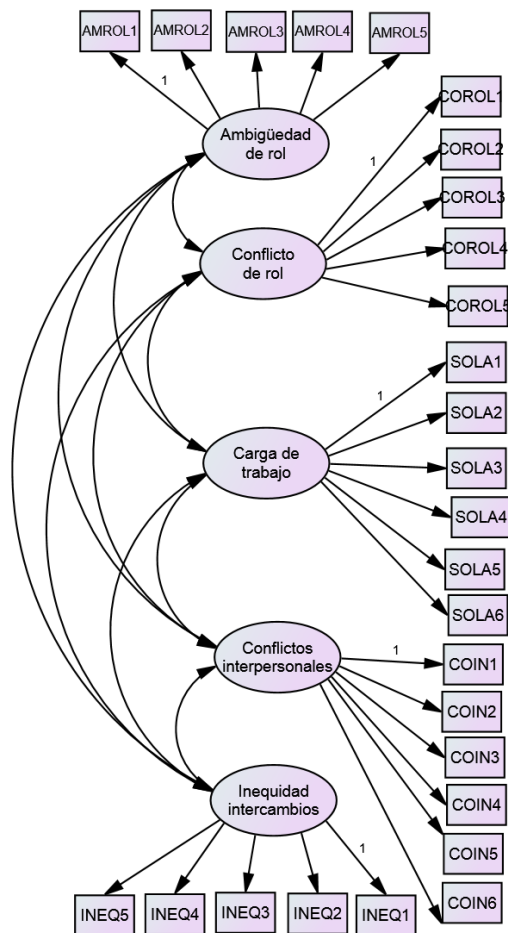 AMROL1
AMROL2
AMROL3
AMROL4
AMROL5
1
Ambigüedad
de rol
COROL1
1
COROL2
COROL3
Conflicto
de rol
COROL4
COROL5
SOLA1
1
SOLA2
Carga de
trabajo
SOLA3
SOLA4
SOLA5
SOLA6
Conflictos
interpersonales
1
COIN1
COIN2
COIN3
Inequidad
intercambios
COIN4
COIN5
1
COIN6
INEQ5
INEQ4
INEQ3
INEQ2
INEQ1